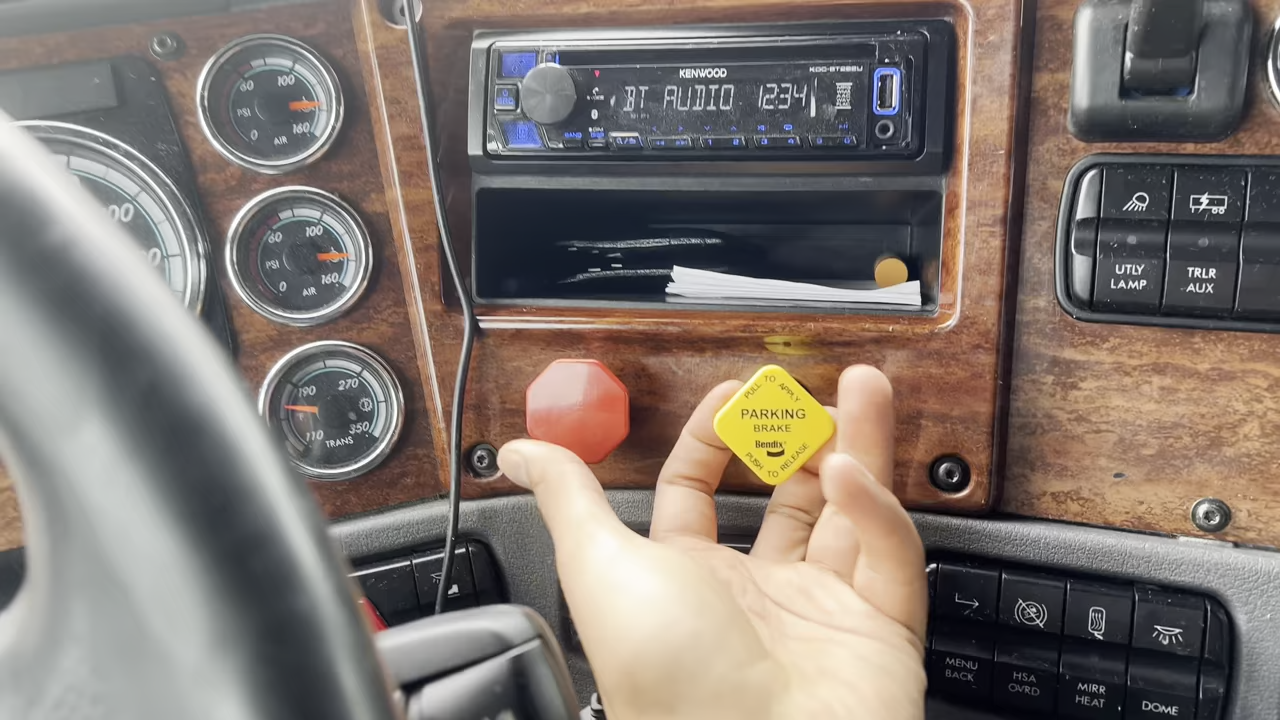 KENWOOD
BT AUDIO 1234
60 100
PSI
0 160
AIR
60 100
PSI
0 160
AIR
190 270
110 350
TRANS
UTLY
LAMP
TRLR
AUX
PULL TO APPLY
PARKING
BRAKE
Bendix
PUSH TO RELEASE
MENU
BACK
HSA
OVRD
MIRR
HEAT
DOME